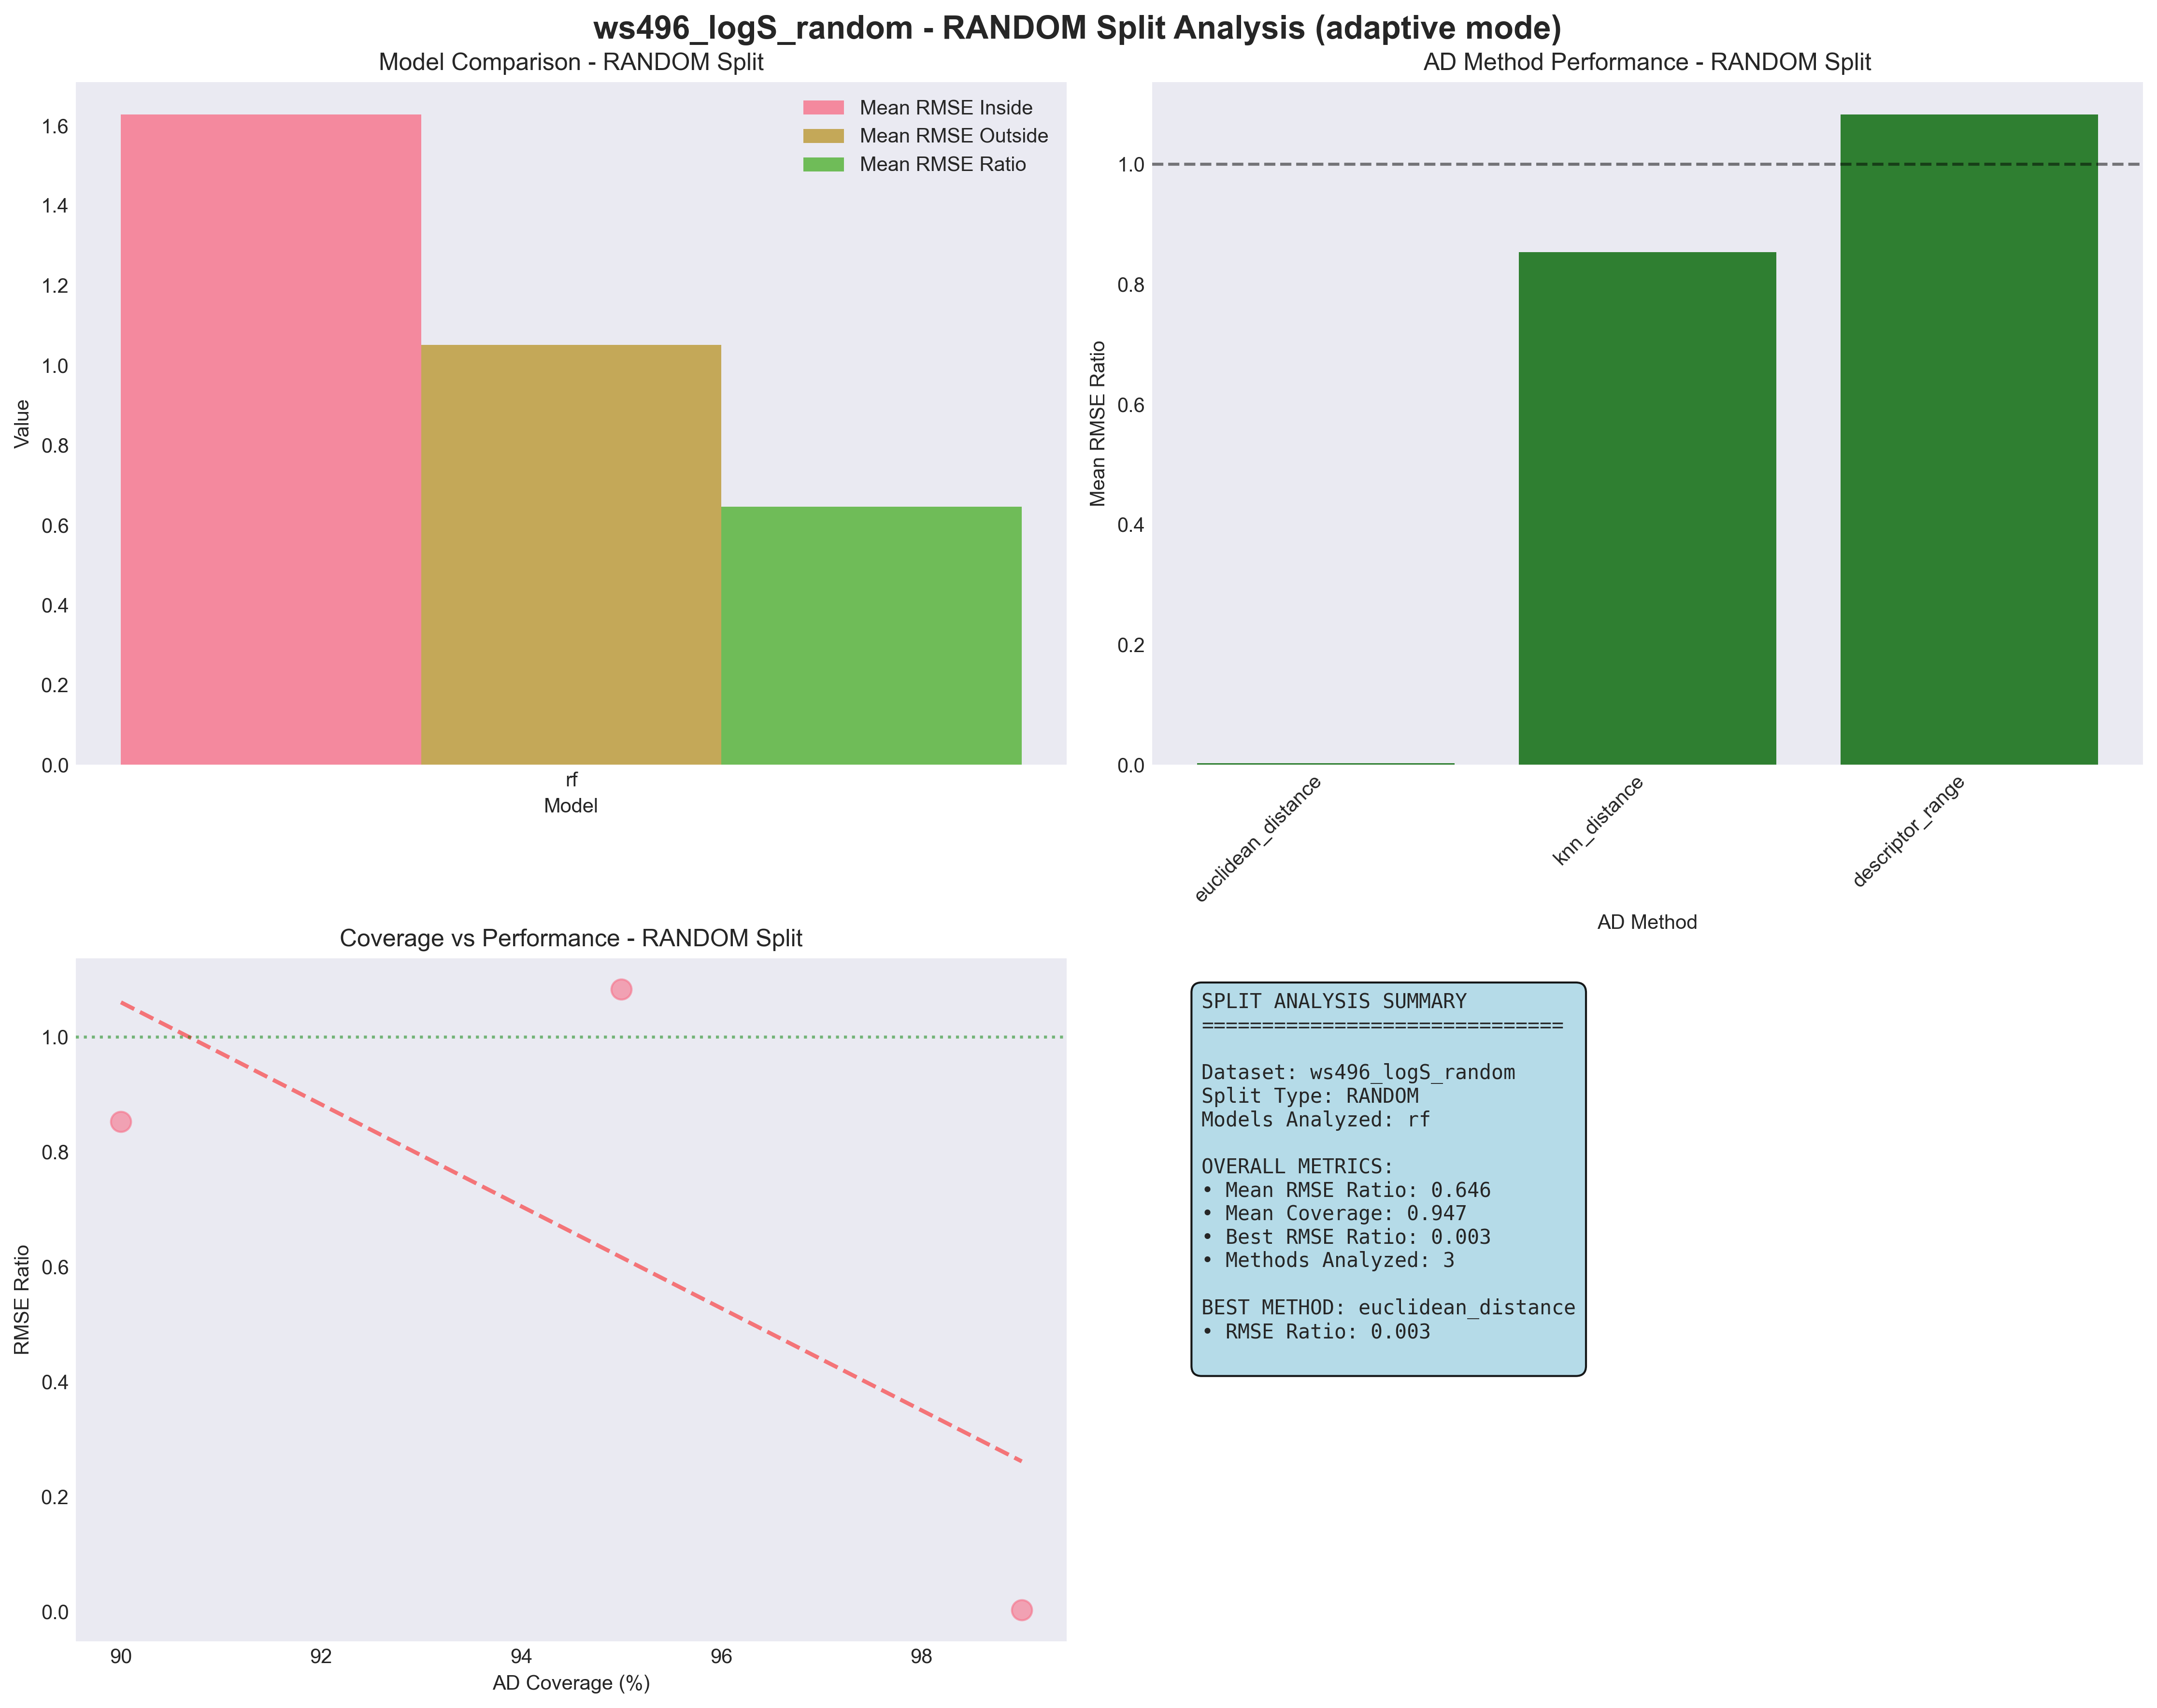 ws496_logS_random - RANDOM Split Analysis (adaptive mode)
Model Comparison - RANDOM Split
Mean RMSE Inside
Mean RMSE Outside
Mean RMSE Ratio
Value
1.6
1.4
1.2
1.0
0.8
0.6
0.4
0.2
0.0
rf
Model
AD Method Performance - RANDOM Split
Mean RMSE Ratio
1.0
0.8
0.6
0.4
0.2
0.0
euclidean_distance
knn_distance
descriptor_range
AD Method
Coverage vs Performance - RANDOM Split
RMSE Ratio
1.0
0.8
0.6
0.4
0.2
0.0
90
92
94
96
98
AD Coverage (%)
SPLIT ANALYSIS SUMMARY
==============================
Dataset: ws496_logS_random
Split Type: RANDOM
Models Analyzed: rf
OVERALL METRICS:
• Mean RMSE Ratio: 0.646
• Mean Coverage: 0.947
• Best RMSE Ratio: 0.003
• Methods Analyzed: 3
BEST METHOD: euclidean_distance
• RMSE Ratio: 0.003